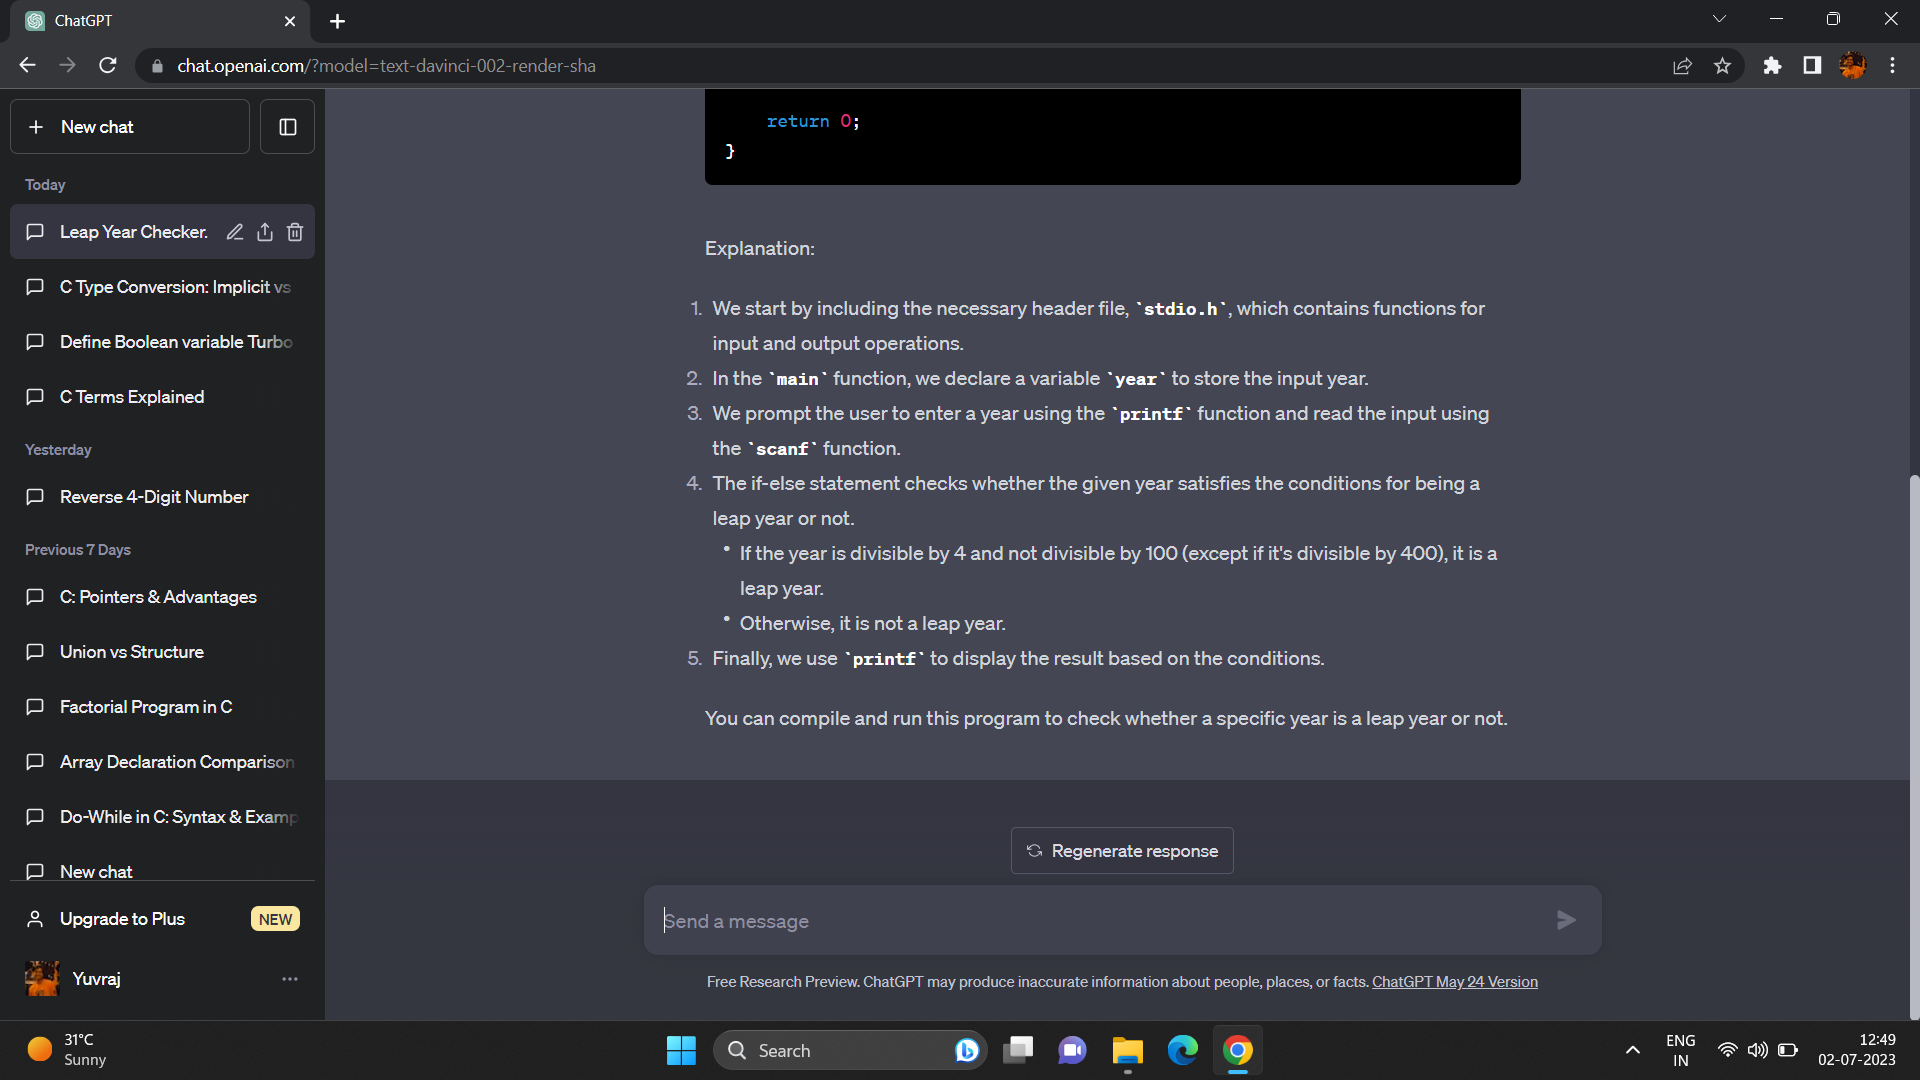 ChatGPT
chat.openai.com/?model=text-davinci-002-render-sha
New chat
Today
Leap Year Checker.
C Type Conversion: Implicit vs
Define Boolean variable Turbo
C Terms Explained
Yesterday
Reverse 4-Digit Number
Previous 7 Days
C: Pointers & Advantages
Union vs Structure
Factorial Program in C
Array Declaration Comparison
Do-While in C: Syntax & Examp
New chat
Upgrade to Plus NEW
Yuvraj
return 0;
}
Explanation:
1. We start by including the necessary header file, `stdio.h`, which contains functions for
input and output operations.
2. In the `main` function, we declare a variable `year` to store the input year.
3. We prompt the user to enter a year using the `printf` function and read the input using
the `scanf` function.
4. The if-else statement checks whether the given year satisfies the conditions for being a
leap year or not.
• If the year is divisible by 4 and not divisible by 100 (except if it's divisible by 400), it is a
leap year.
• Otherwise, it is not a leap year.
5. Finally, we use `printf` to display the result based on the conditions.
You can compile and run this program to check whether a specific year is a leap year or not.
Regenerate response
Send a message
Free Research Preview. ChatGPT may produce inaccurate information about people, places, or facts. ChatGPT May 24 Version
31°C
Sunny
Search
ENG
IN
12:49
02-07-2023